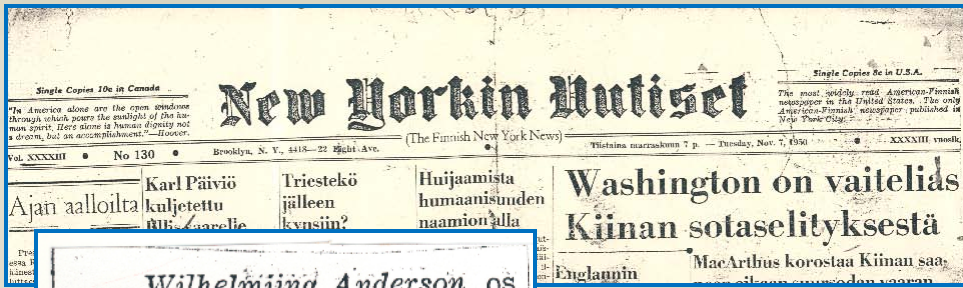 Single Copies 10c in Canada
"In America alone are the open windows
through which pours the sunlight of the hu-
man spirit. Here alone is human dignity not
a dream, but an accomplishment."—Hoover.
New Yorkin Uutiset
(The Finnish New York News)
Single Copies 8c in U.S.A.
The most widely read American-Finnish
newspaper in the United States. The only
American-Finnish newspaper published in
New York City.
Vol. XXXXIII • No 130 • Brooklyn, N. Y., 4418—22 Eight Ave. Tiistaina marraskuun 7 p. — Tuesday, Nov. 7, 1950 • XXXXIII vuosik.
Ajan aalloilta
Karl Päiviö
kuljetettu
Ellis saarelle
Triestekö
jälleen
kynsiin?
Huijaamista
humaanisuuden
naamion alla
Washington on vaiteliäs
Kiinan sotaselityksestä
Englannin
MacArthus korostaa Kiinan saa-
Wilhelmiina Anderson os